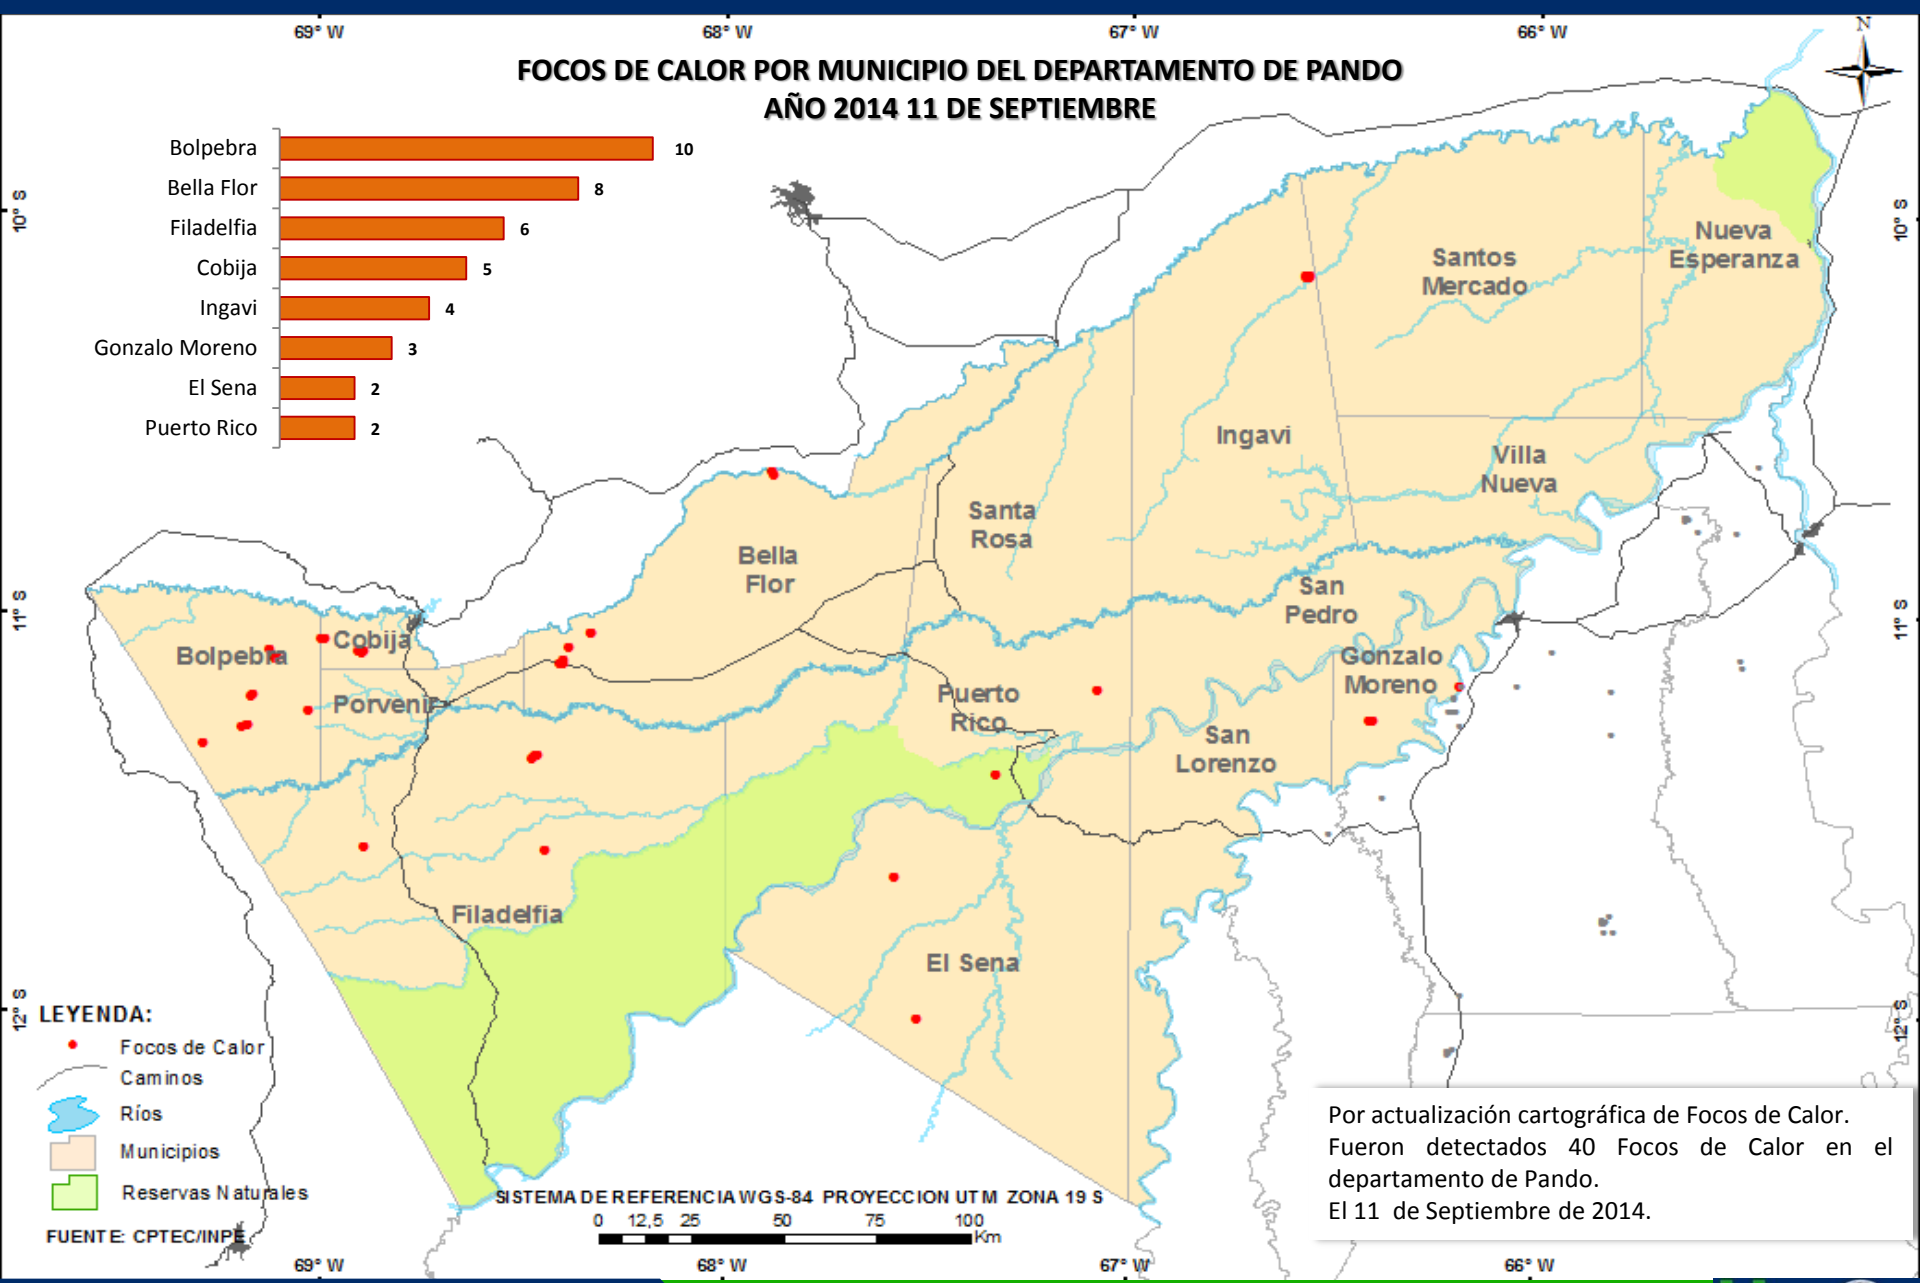 69° W
68° W
67° W
66° W
N
FOCOS DE CALOR POR MUNICIPIO DEL DEPARTAMENTO DE PANDO
AÑO 2014 11 DE SEPTIEMBRE
Bolpebra 10
Bella Flor 8
Filadelfia 6
Cobija 5
Ingavi 4
Gonzalo Moreno 3
El Sena 2
Puerto Rico 2
10° S
10° S
11° S
11° S
12° S
12° S
Nueva
Esperanza
Santos
Mercado
Ingavi
Villa
Nueva
Santa
Rosa
Bella
Flor
San
Pedro
Cobija
Bolpebra
Gonzalo
Moreno
Porvenir
Puerto
Rico
San
Lorenzo
Filadelfia
El Sena
LEYENDA:
Focos de Calor
Caminos
Ríos
Municipios
Reservas Naturales
FUENTE: CPTEC/INPE
SISTEMA DE REFERENCIA WGS-84 PROYECCION UTM ZONA 19 S
0 12,5 25 50 75 100
Km
Por actualización cartográfica de Focos de Calor.
Fueron detectados 40 Focos de Calor en el
departamento de Pando.
El 11 de Septiembre de 2014.
69° W
68° W
67° W
66° W